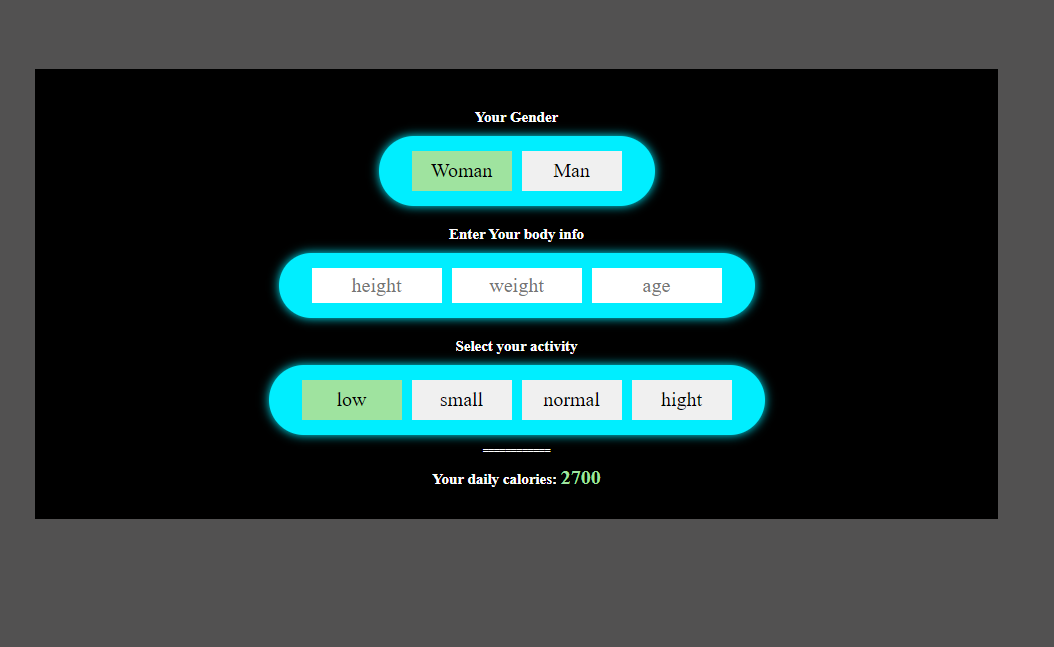 Your Gender
Woman Man
Enter Your body info
height weight age
Select your activity
low small normal hight
============
Your daily calories: 2700